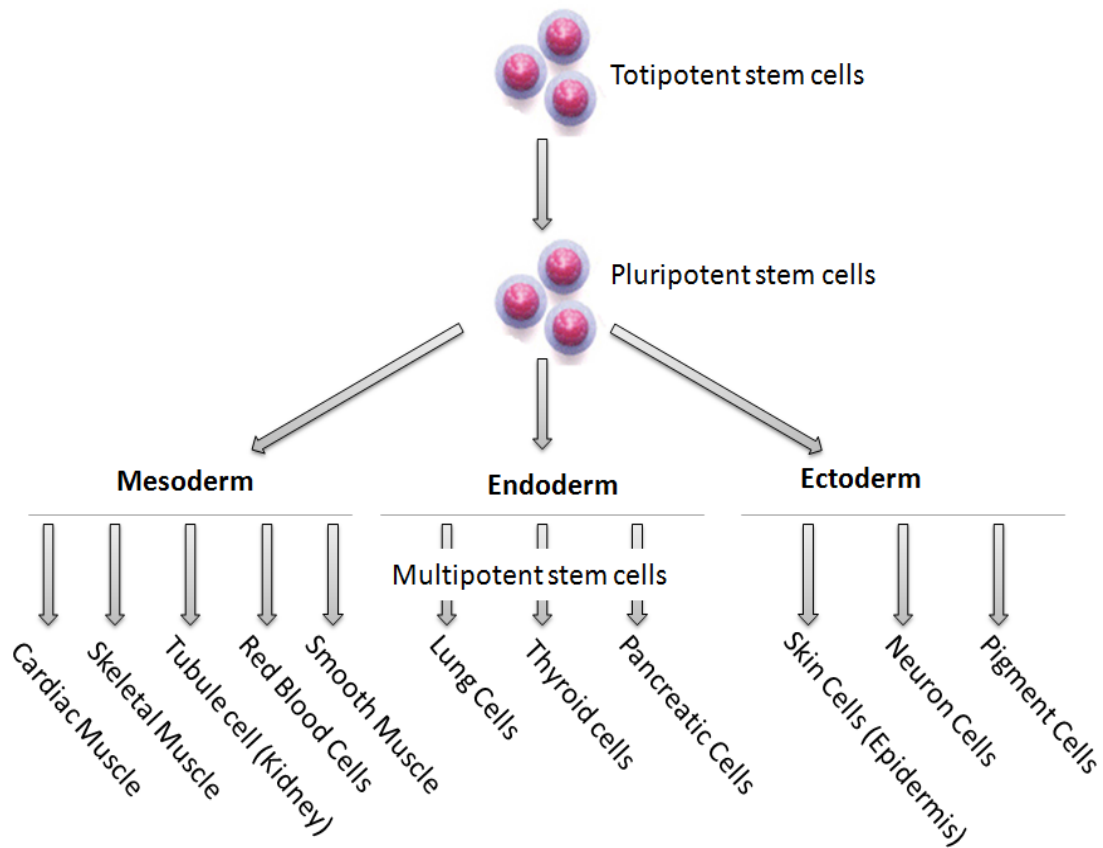 Totipotent stem cells
Pluripotent stem cells
Mesoderm
Endoderm
Ectoderm
Multipotent stem cells
Cardiac Muscle
Skeletal Muscle
Tubule cell (Kidney)
Red Blood Cells
Smooth Muscle
Lung Cells
Thyroid cells
Pancreatic Cells
Skin Cells (Epidermis)
Neuron Cells
Pigment Cells